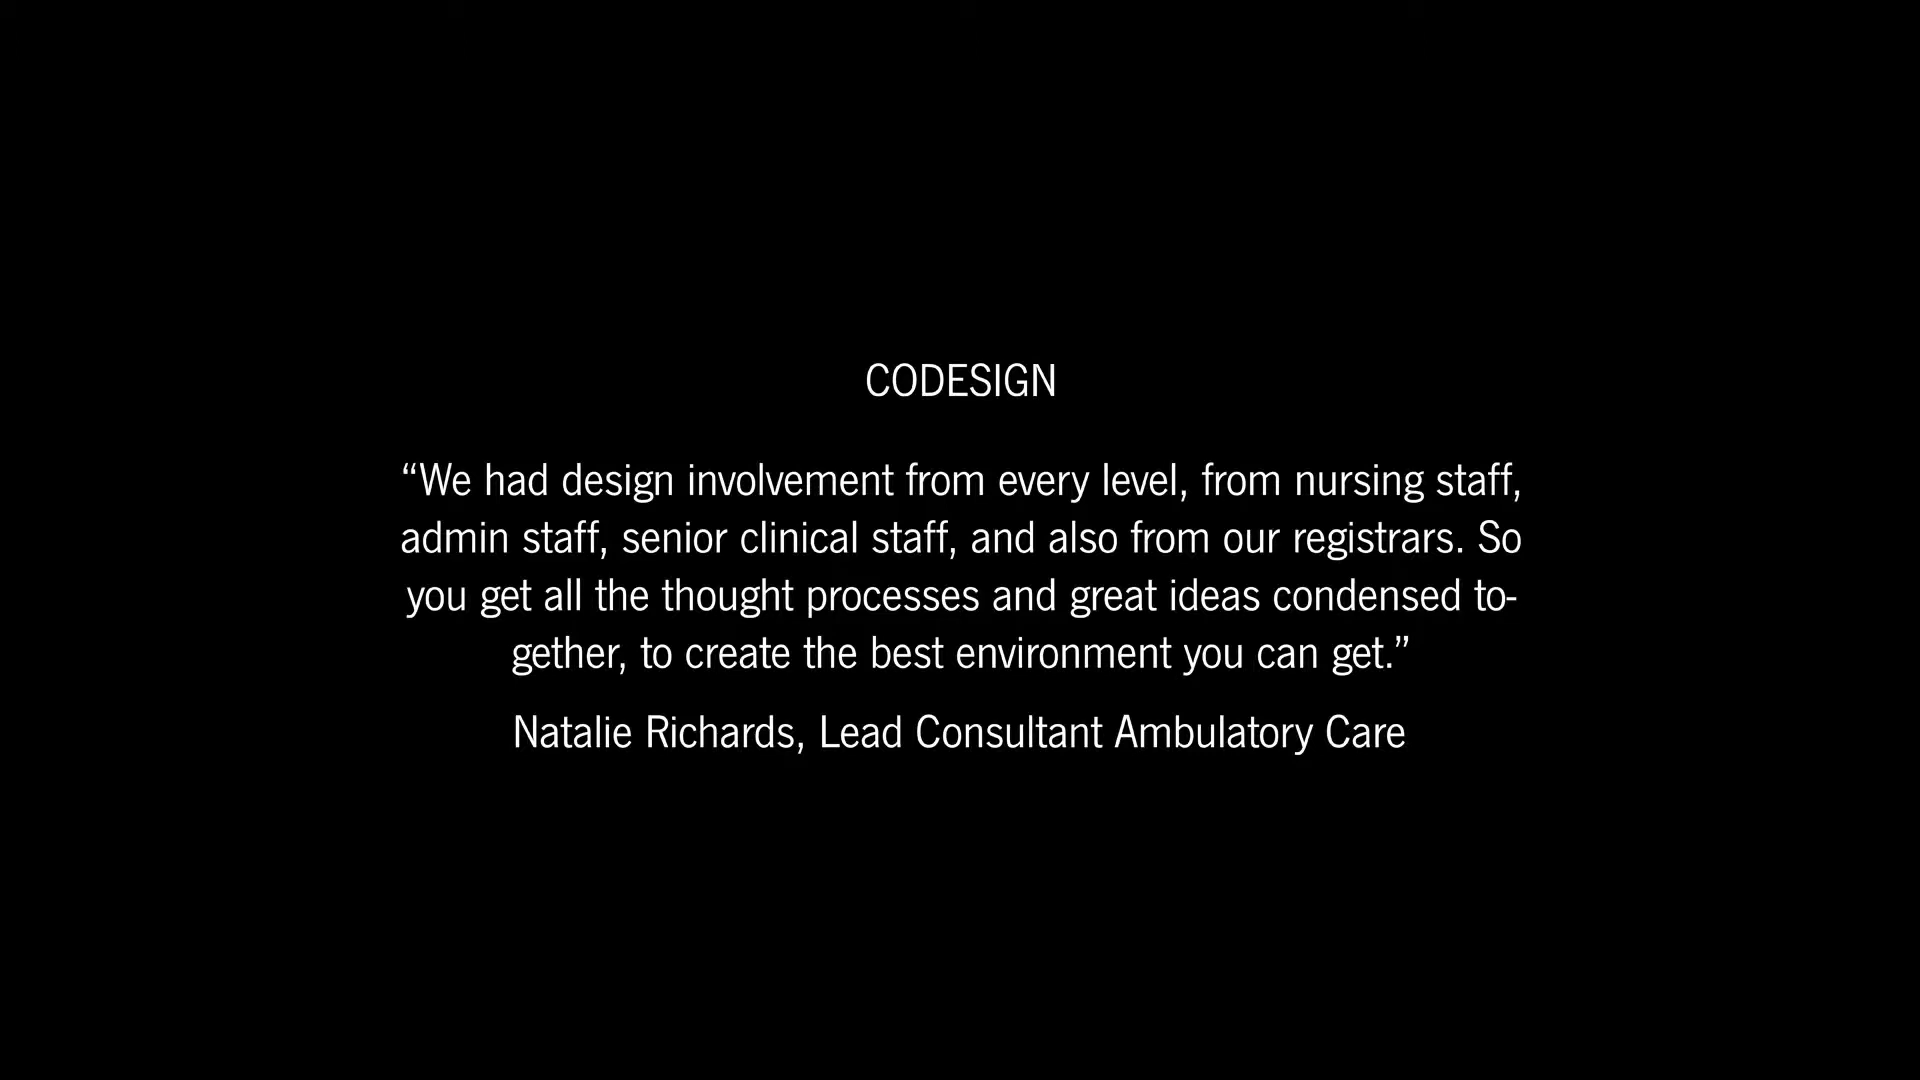 CODESIGN
“We had design involvement from every level, from nursing staff,
admin staff, senior clinical staff, and also from our registrars. So
you get all the thought processes and great ideas condensed to-
gether, to create the best environment you can get.”
Natalie Richards, Lead Consultant Ambulatory Care